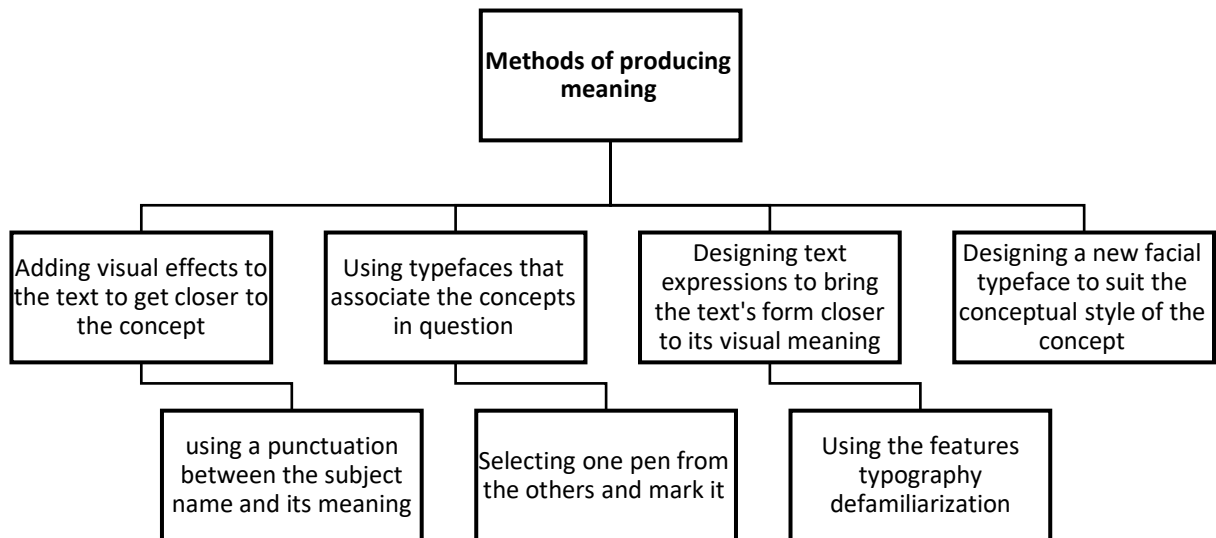 Methods of producing
meaning
Adding visual effects to
the text to get closer to
the concept
Using typefaces that
associate the concepts
in question
Designing text
expressions to bring
the text's form closer
to its visual meaning
Designing a new facial
typeface to suit the
conceptual style of the
concept
using a punctuation
between the subject
name and its meaning
Selecting one pen from
the others and mark it
Using the features
typography
defamiliarization